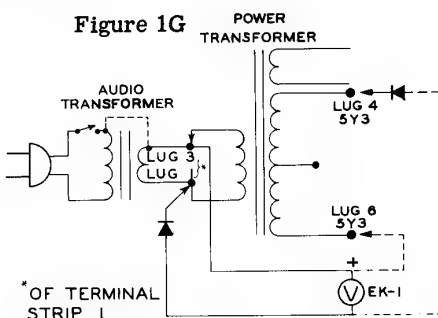 Figure 1G
POWER
TRANSFORMER
AUDIO
TRANSFORMER
LUG 4
5Y3
LUG 3
LUG 1
*
LUG 6
5Y3
+
V
EK-1
*OF TERMINAL
STRIP 1